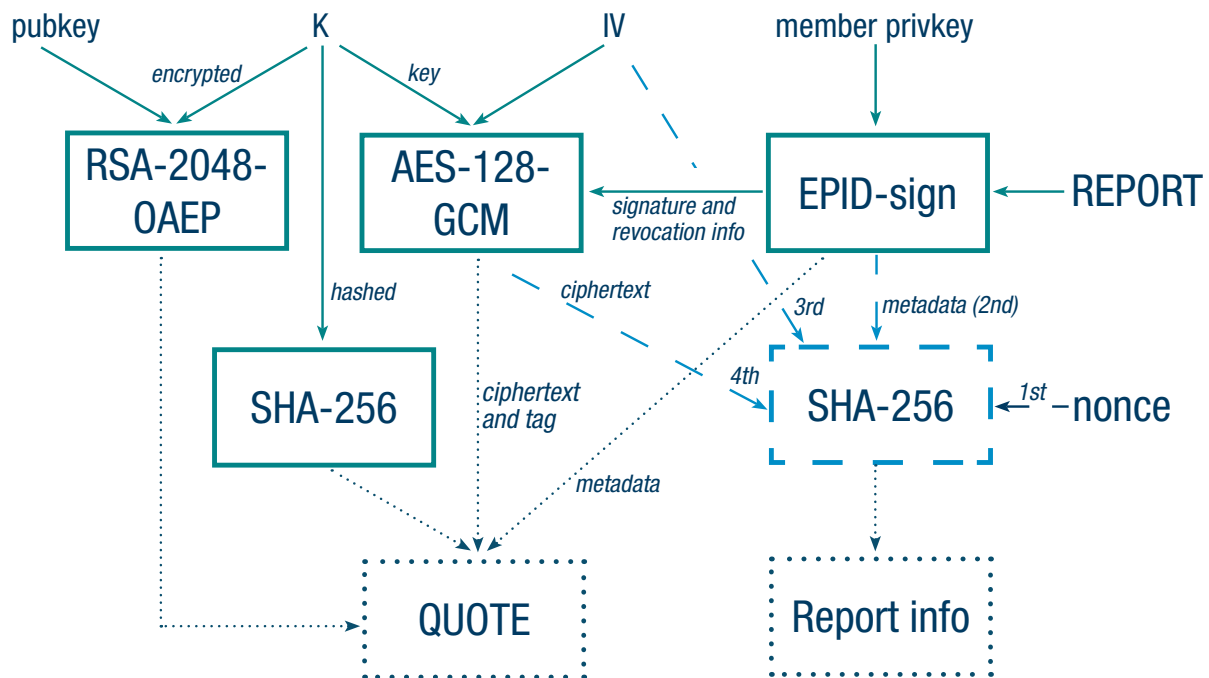 pubkey
K
IV
member privkey
encrypted
key
RSA-2048-
OAEP
AES-128-
GCM
EPID-sign
REPORT
signature and
revocation info
hashed
ciphertext
3rd
metadata (2nd)
SHA-256
ciphertext
and tag
4th
SHA-256
1st
nonce
metadata
QUOTE
Report info